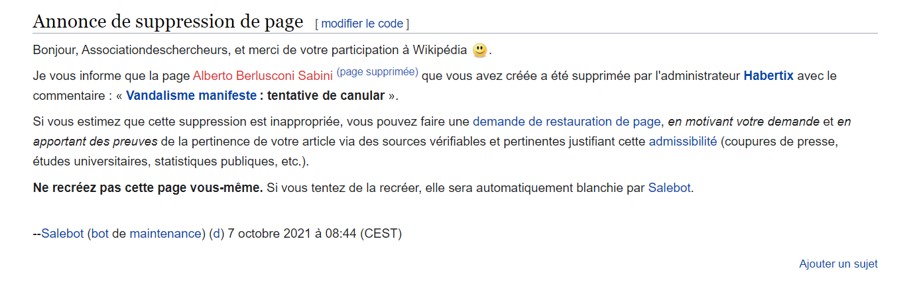 Annonce de suppression de page [ modifier le code ]
Bonjour, Associationdeschercheurs, et merci de votre participation à Wikipédia 🙂.
Je vous informe que la page Alberto Berlusconi Sabini (page supprimée) que vous avez créée a été supprimée par l'administrateur Habertix avec le
commentaire : « Vandalisme manifeste : tentative de canular ».
Si vous estimez que cette suppression est inappropriée, vous pouvez faire une demande de restauration de page, en motivant votre demande et en
apportant des preuves de la pertinence de votre article via des sources vérifiables et pertinentes justifiant cette admissibilité (coupures de presse,
études universitaires, statistiques publiques, etc.).
Ne recréez pas cette page vous-même. Si vous tentez de la recréer, elle sera automatiquement blanchie par Salebot.
--Salebot (bot de maintenance) (d) 7 octobre 2021 à 08:44 (CEST)
Ajouter un sujet